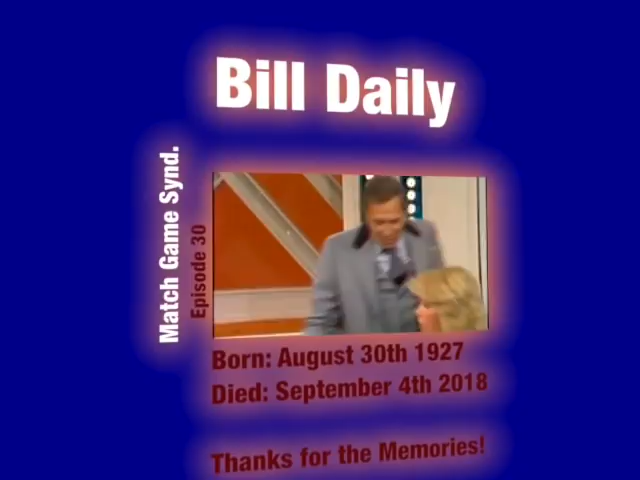 Bill Daily
Match Game Synd.
Episode 30
Born: August 30th 1927
Died: September 4th 2018
Thanks for the Memories!